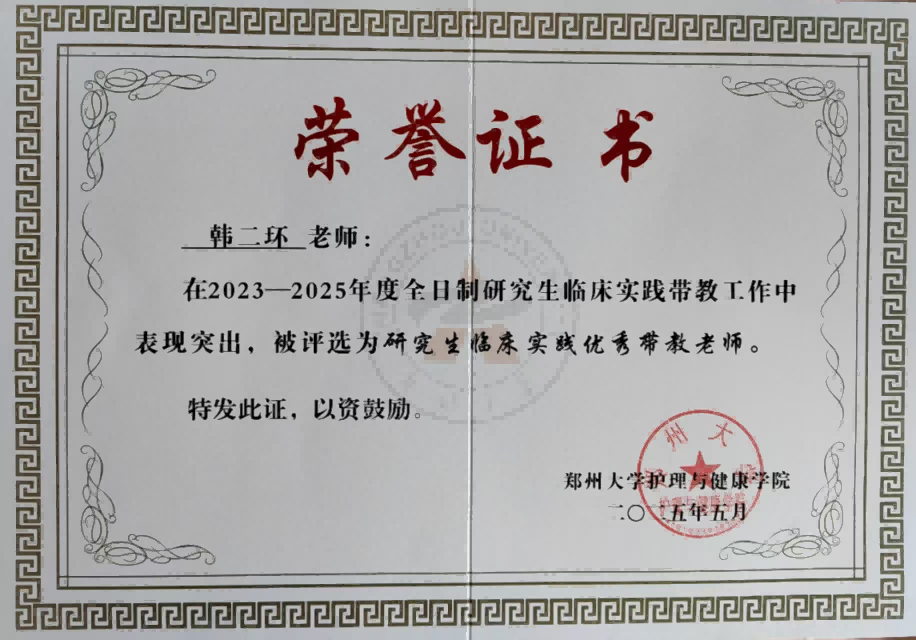 荣誉证书
韩二环 老师：
在2023—2025年度全日制研究生临床实践带教工作中
表现突出，被评选为研究生临床实践优秀带教老师。
特发此证，以资鼓励。
郑州大学护理与健康学院
二〇二五年五月